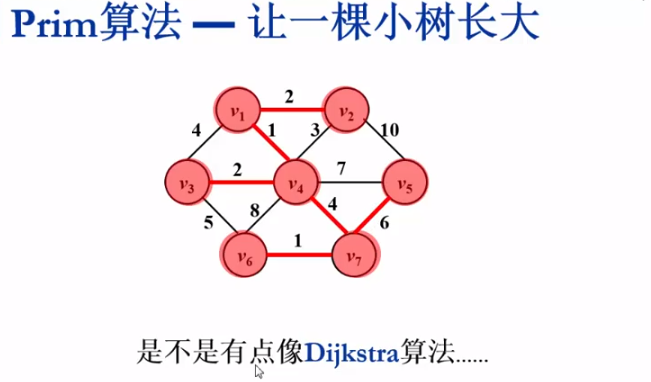 Prim算法 — 让一棵小树长大
2
v1 v2
4 1 3 10
2 7
v3 v4 v5
5 8 4 6
1
v6 v7
是不是有点像Dijkstra算法......